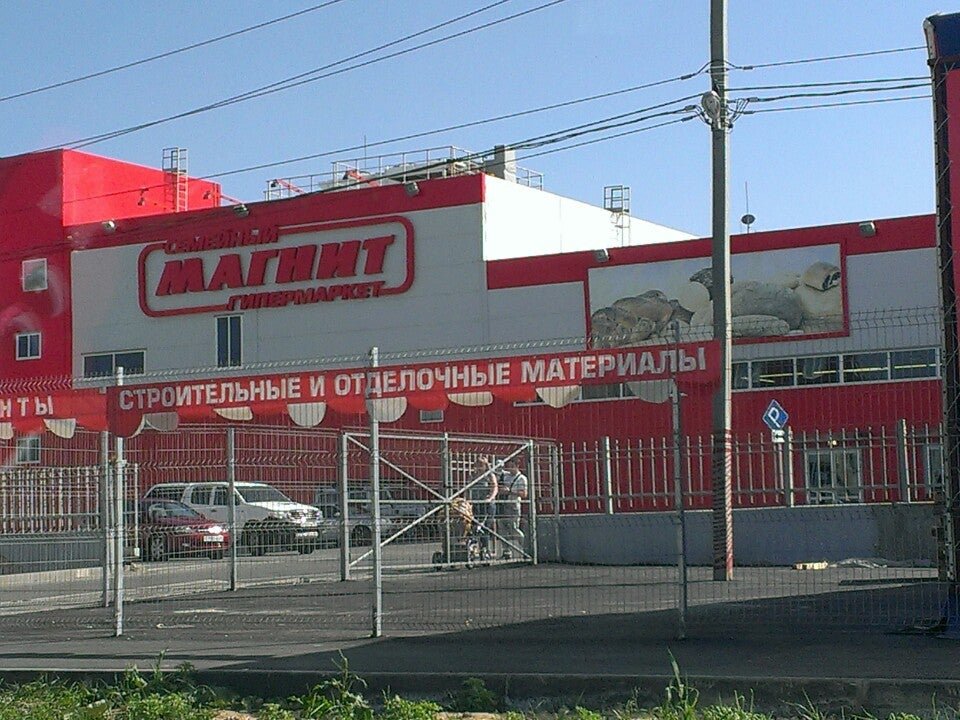 СЕМЕЙНЫЙ
МАГНИТ
ГИПЕРМАРКЕТ
НТЫ
СТРОИТЕЛЬНЫЕ И ОТДЕЛОЧНЫЕ МАТЕРИАЛЫ
P